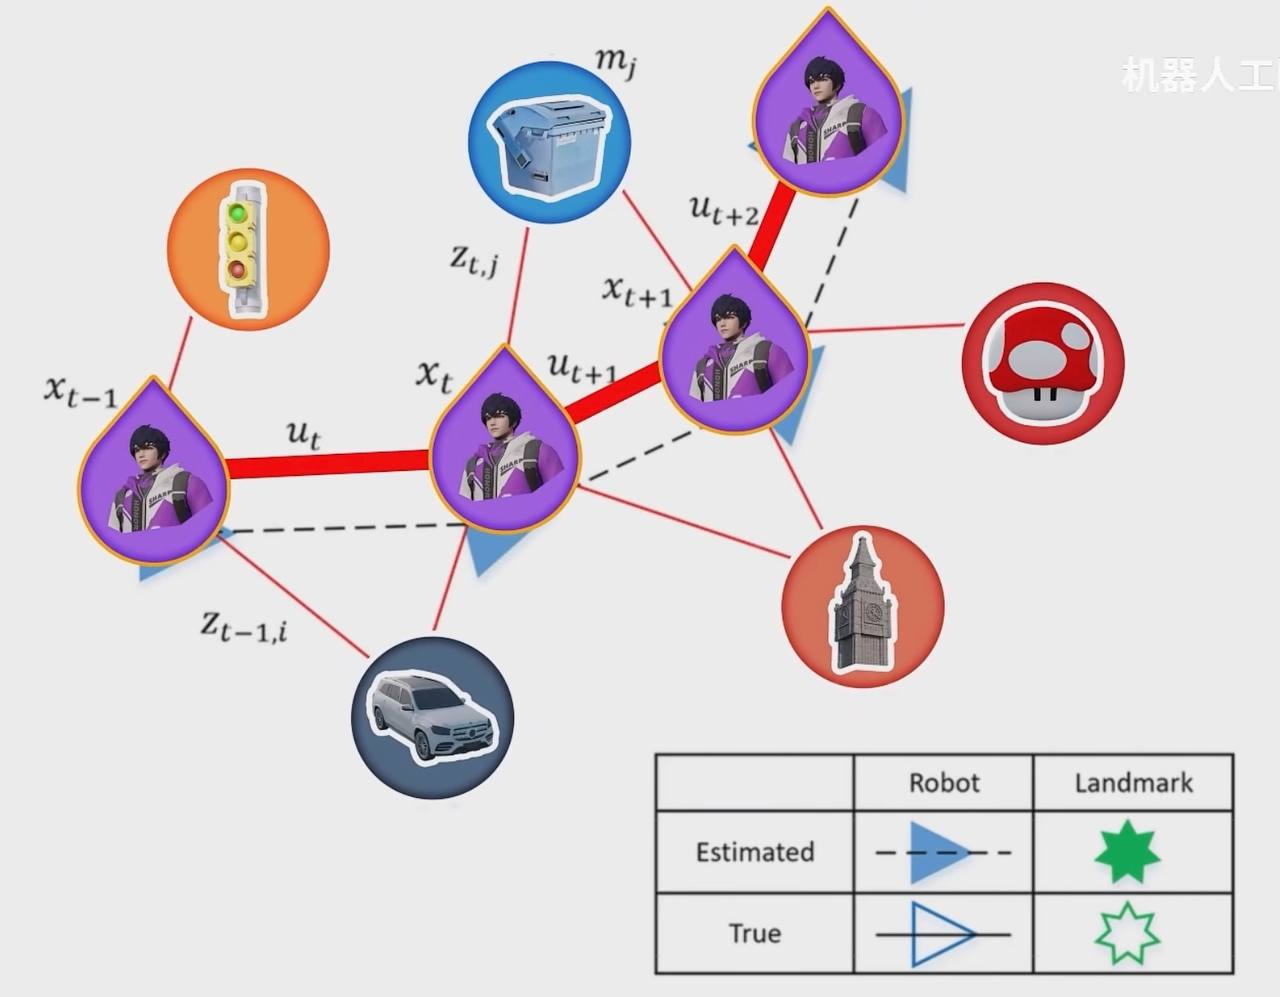 m_j
机器人工
u_{t+2}
z_{t,j}
x_{t+1}
x_t
u_{t+1}
x_{t-1}
u_t
z_{t-1,i}
Robot Landmark
Estimated
True